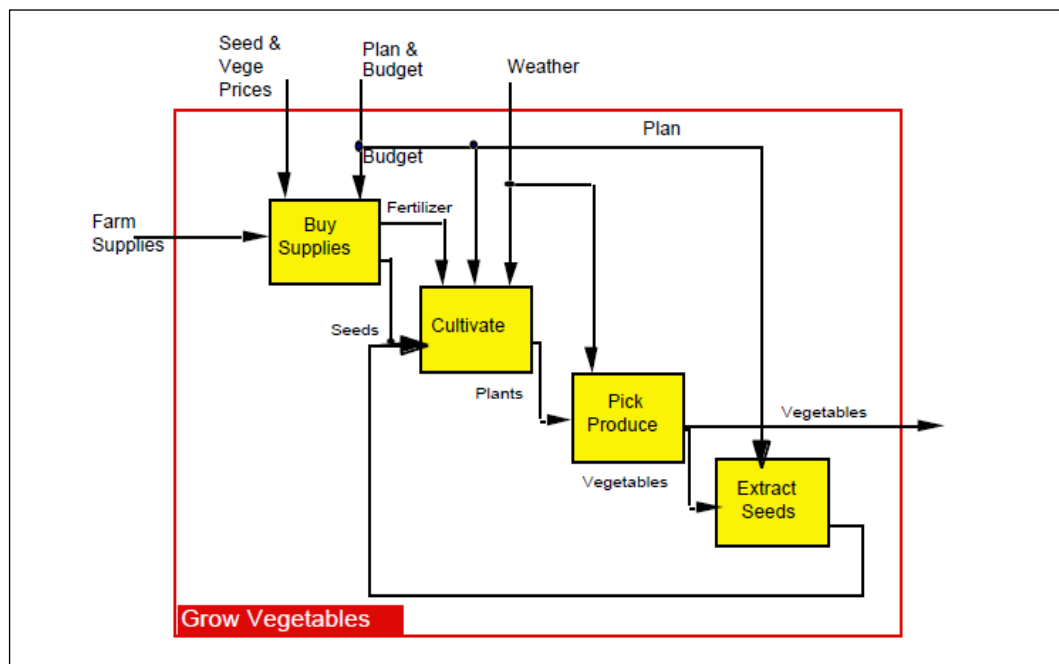 Seed &
Vege
Prices
Plan &
Budget
Weather
Plan
Budget
Farm
Supplies
Buy
Supplies
Fertilizer
Seeds
Cultivate
Plants
Pick
Produce
Vegetables
Vegetables
Extract
Seeds
Grow Vegetables